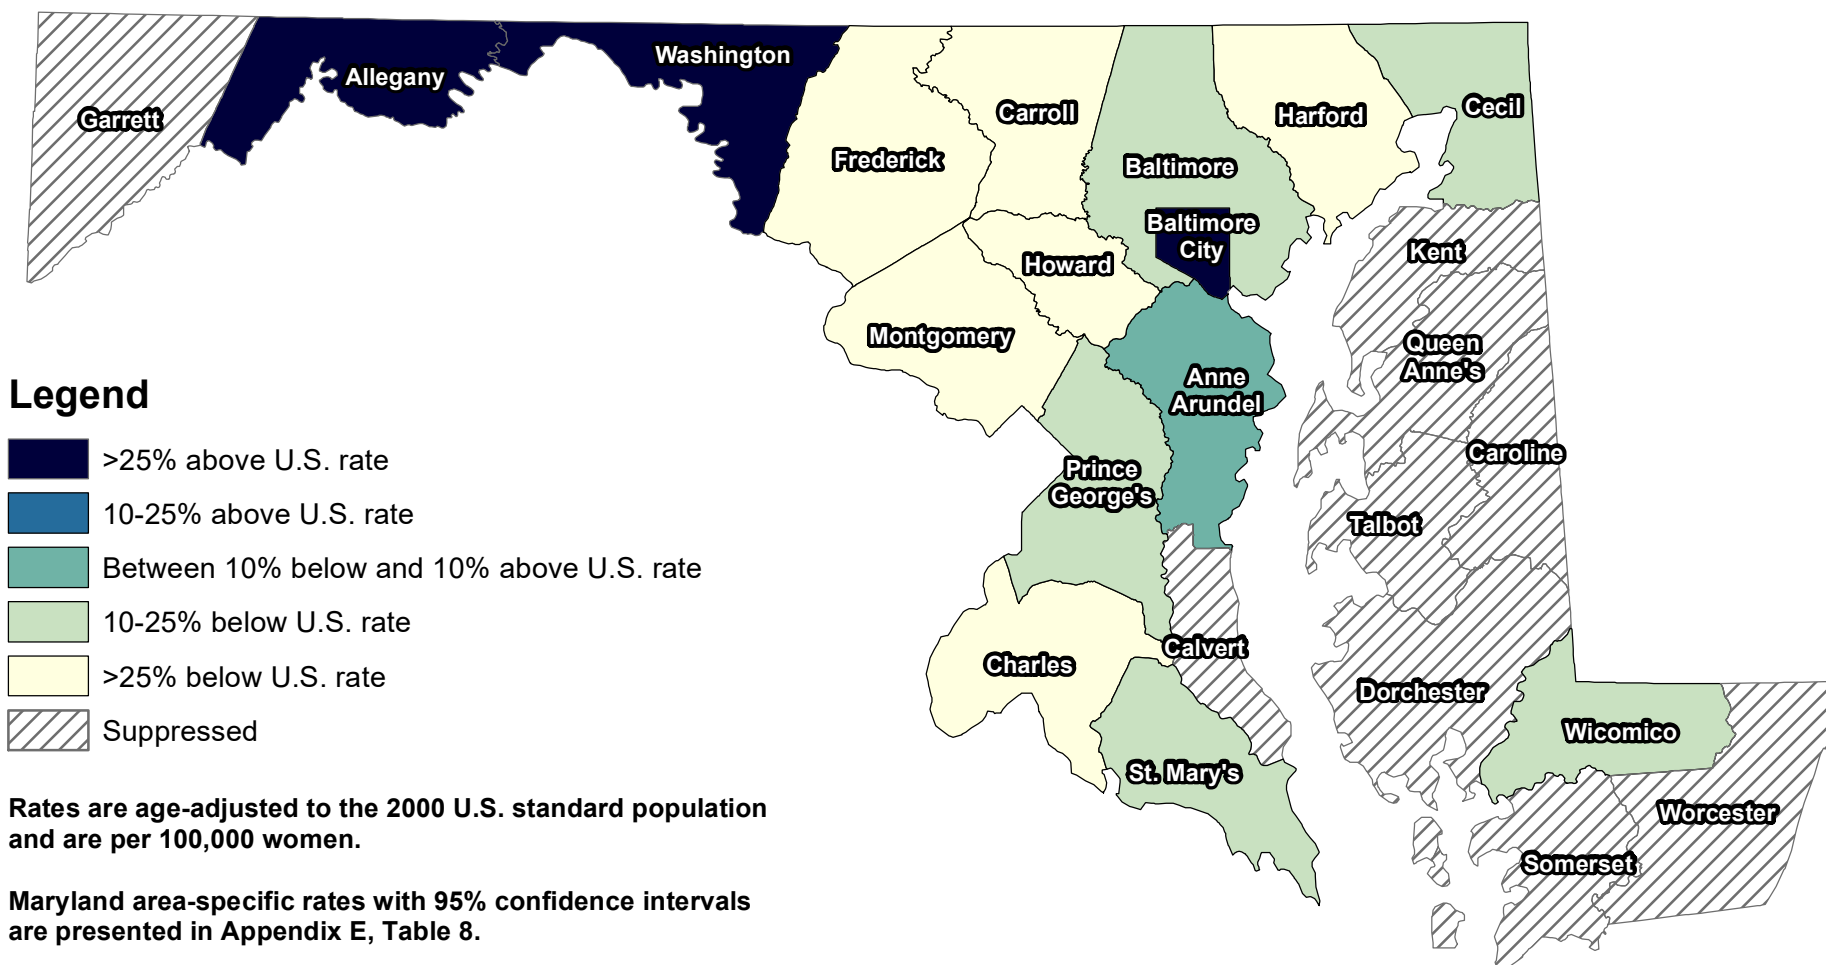 Garrett
Allegany
Washington
Frederick
Carroll
Baltimore
Harford
Cecil
Baltimore
City
Howard
Kent
Montgomery
Queen
Anne's
Anne
Arundel
Prince
George's
Caroline
Talbot
Calvert
Charles
Dorchester
Wicomico
St. Mary's
Worcester
Somerset
Legend
>25% above U.S. rate
10-25% above U.S. rate
Between 10% below and 10% above U.S. rate
10-25% below U.S. rate
>25% below U.S. rate
Suppressed
Rates are age-adjusted to the 2000 U.S. standard population
and are per 100,000 women.
Maryland area-specific rates with 95% confidence intervals
are presented in Appendix E, Table 8.